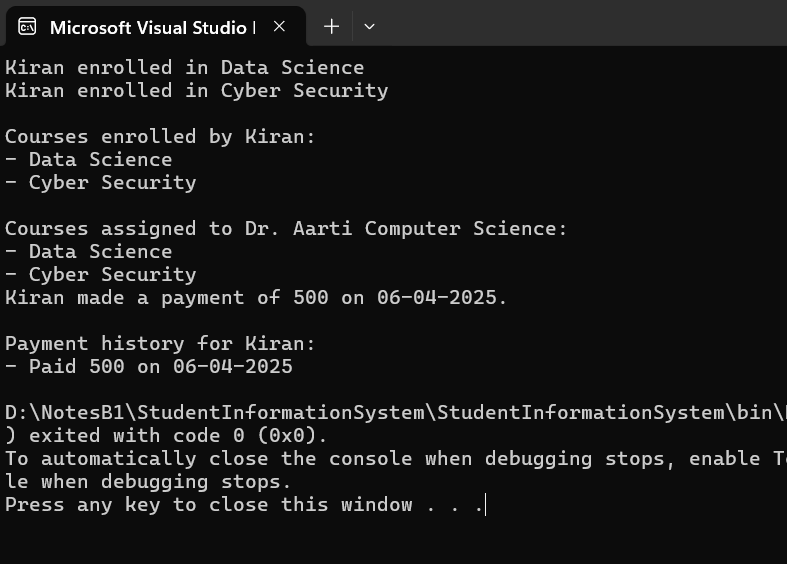 Microsoft Visual Studio
Kiran enrolled in Data Science
Kiran enrolled in Cyber Security
Courses enrolled by Kiran:
- Data Science
- Cyber Security
Courses assigned to Dr. Aarti Computer Science:
- Data Science
- Cyber Security
Kiran made a payment of 500 on 06-04-2025.
Payment history for Kiran:
- Paid 500 on 06-04-2025
D:\NotesB1\StudentInformationSystem\StudentInformationSystem\bin\
) exited with code 0 (0x0).
To automatically close the console when debugging stops, enable
le when debugging stops.
Press any key to close this window . . .